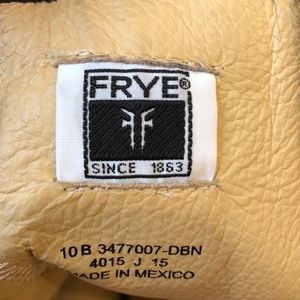 FRYE®
SINCE 1863
10 B 3477007-DBN
4015 J 15
MADE IN MEXICO